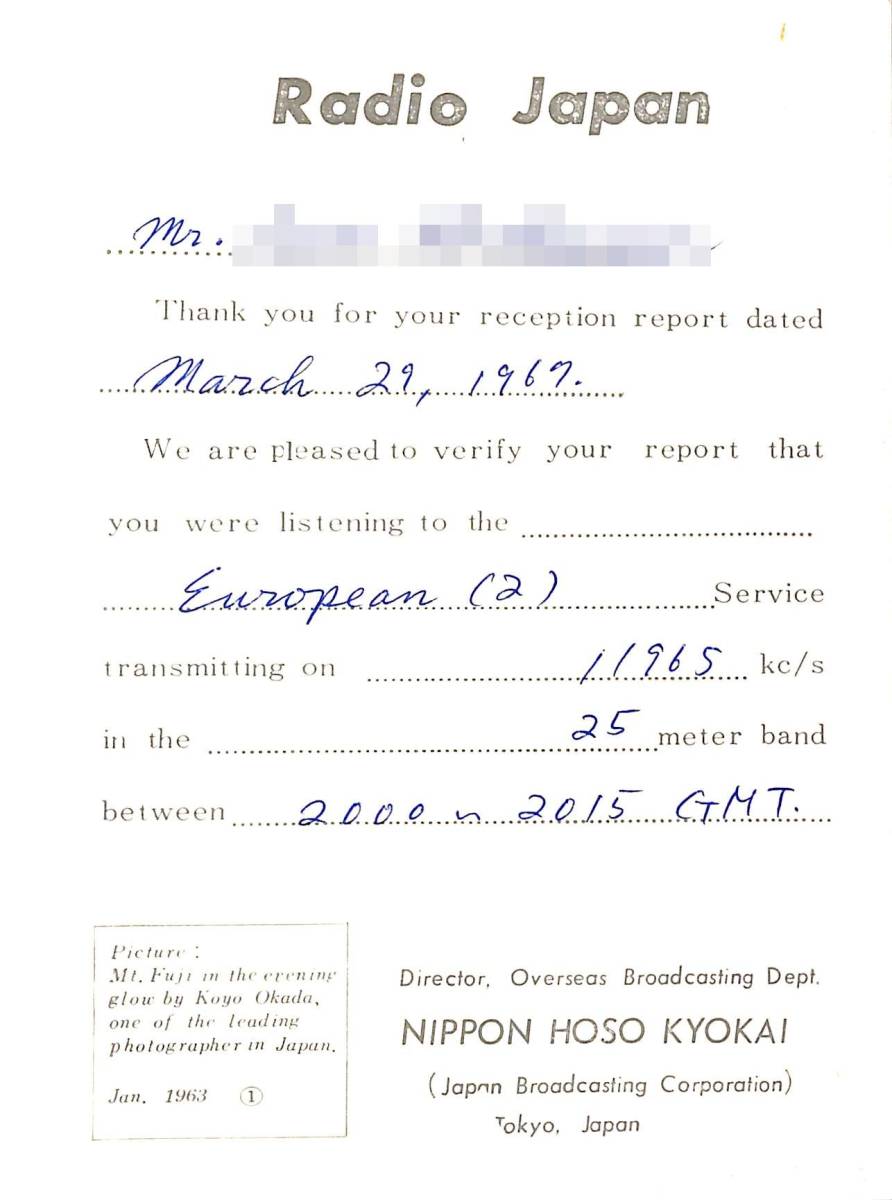 Radio Japan
Mr.
Thank you for your reception report dated
March 29, 1967.
We are pleased to verify your report that
you were listening to the
European (2) Service
transmitting on 11965 kc/s
in the 25 meter band
between 2000 ~ 2015 GMT.
Picture :
Mt. Fuji in the evening
glow by Koyo Okada,
one of the leading
photographer in Japan.
Jan. 1963 ①
Director, Overseas Broadcasting Dept.
NIPPON HOSO KYOKAI
(Japan Broadcasting Corporation)
Tokyo, Japan